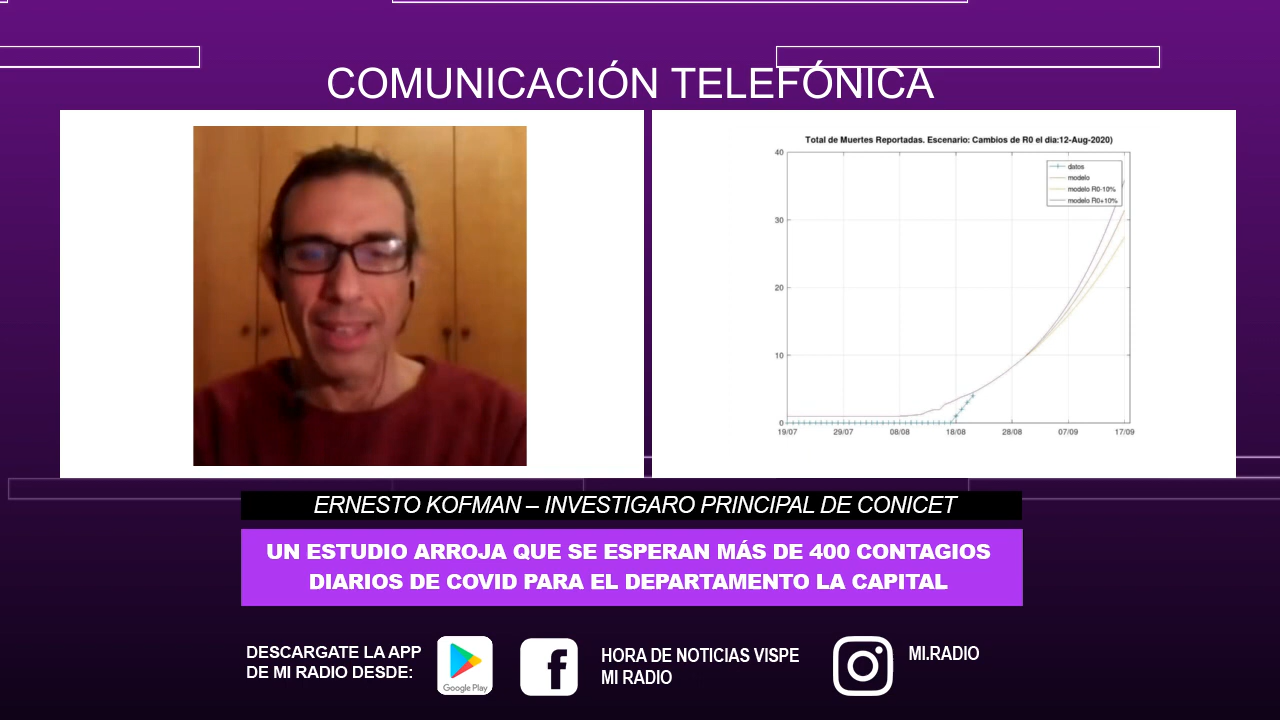 COMUNICACIÓN TELEFÓNICA
Total de Muertes Reportadas. Escenario: Cambios de R0 el dia:12-Aug-2020)
40
datos
modelo
modelo R0-10%
modelo R0+10%
30
20
10
0
19/07 29/07 08/08 18/08 28/08 07/09 17/09
ERNESTO KOFMAN – INVESTIGARO PRINCIPAL DE CONICET
UN ESTUDIO ARROJA QUE SE ESPERAN MÁS DE 400 CONTAGIOS
DIARIOS DE COVID PARA EL DEPARTAMENTO LA CAPITAL
DESCARGATE LA APP
DE MI RADIO DESDE:
Google Play
HORA DE NOTICIAS VISPE
MI RADIO
MI.RADIO